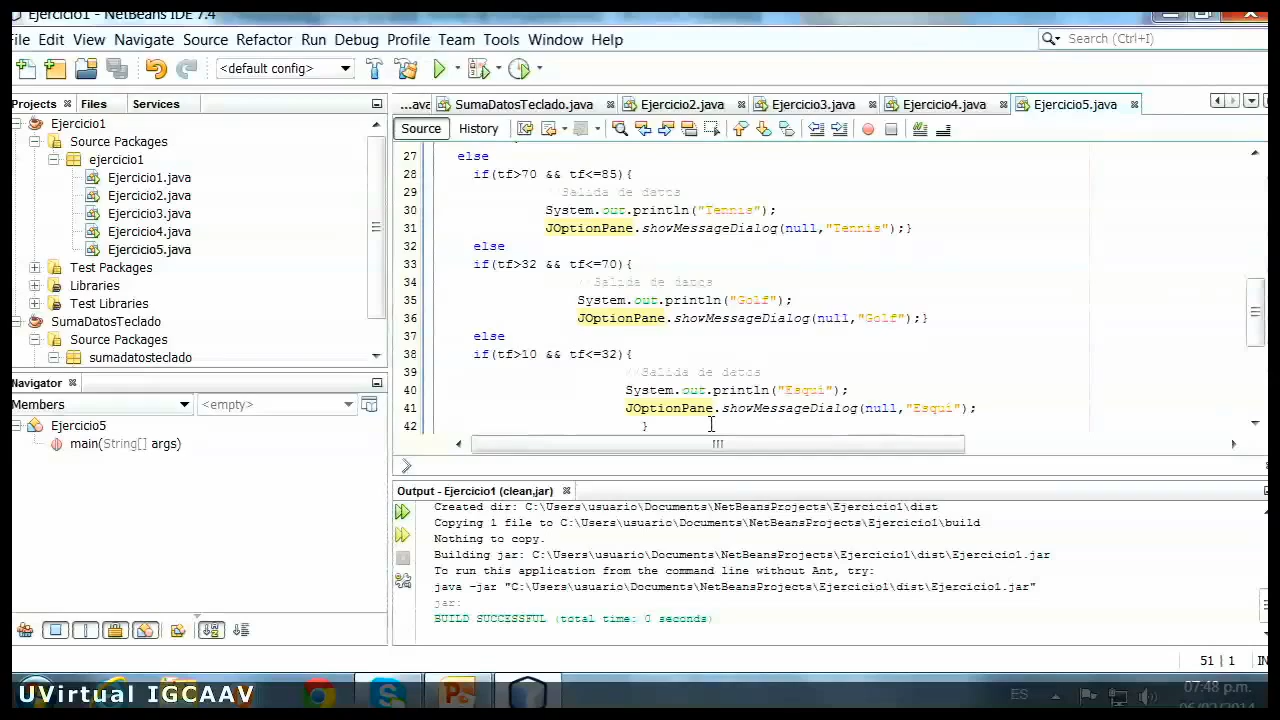 Ejercicio1 - NetBeans IDE 7.4
File Edit View Navigate Source Refactor Run Debug Profile Team Tools Window Help
Search (Ctrl+I)
<default config>
Projects Files Services
...ava SumaDatosTeclado.java Ejercicio2.java Ejercicio3.java Ejercicio4.java Ejercicio5.java
Source History
Ejercicio1
Source Packages
ejercicio1
Ejercicio1.java
Ejercicio2.java
Ejercicio3.java
Ejercicio4.java
Ejercicio5.java
Test Packages
Libraries
Test Libraries
SumaDatosTeclado
Source Packages
sumadatosteclado
27 else
28 if(tf>70 && tf<=85){
29 //Salida de datos
30 System.out.println("Tennis");
31 JOptionPane.showMessageDialog(null,"Tennis");}
32 else
33 if(tf>32 && tf<=70){
34 //Salida de datos
35 System.out.println("Golf");
36 JOptionPane.showMessageDialog(null,"Golf");}
37 else
38 if(tf>10 && tf<=32){
39 //Salida de datos
40 System.out.println("Esqui");
41 JOptionPane.showMessageDialog(null,"Esqui");
42 }
Navigator
Members <empty>
Ejercicio5
main(String[] args)
Output - Ejercicio1 (clean,jar)
Created dir: C:\Users\usuario\Documents\NetBeansProjects\Ejercicio1\dist
Copying 1 file to C:\Users\usuario\Documents\NetBeansProjects\Ejercicio1\build
Nothing to copy.
Building jar: C:\Users\usuario\Documents\NetBeansProjects\Ejercicio1\dist\Ejercicio1.jar
To run this application from the command line without Ant, try:
java -jar "C:\Users\usuario\Documents\NetBeansProjects\Ejercicio1\dist\Ejercicio1.jar"
jar:
BUILD SUCCESSFUL (total time: 0 seconds)
51 | 1 IN
UVirtual IGCAAV
ES
07:48 p.m.
06/02/2014